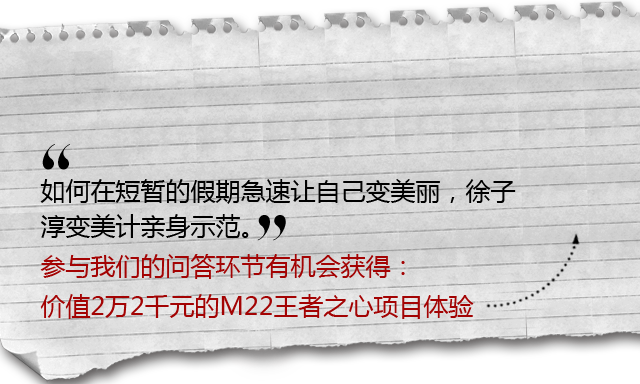 “
如何在短暂的假期急速让自己变美丽，徐子
淳变美计亲身示范。”
参与我们的问答环节有机会获得：
价值2万2千元的M22王者之心项目体验